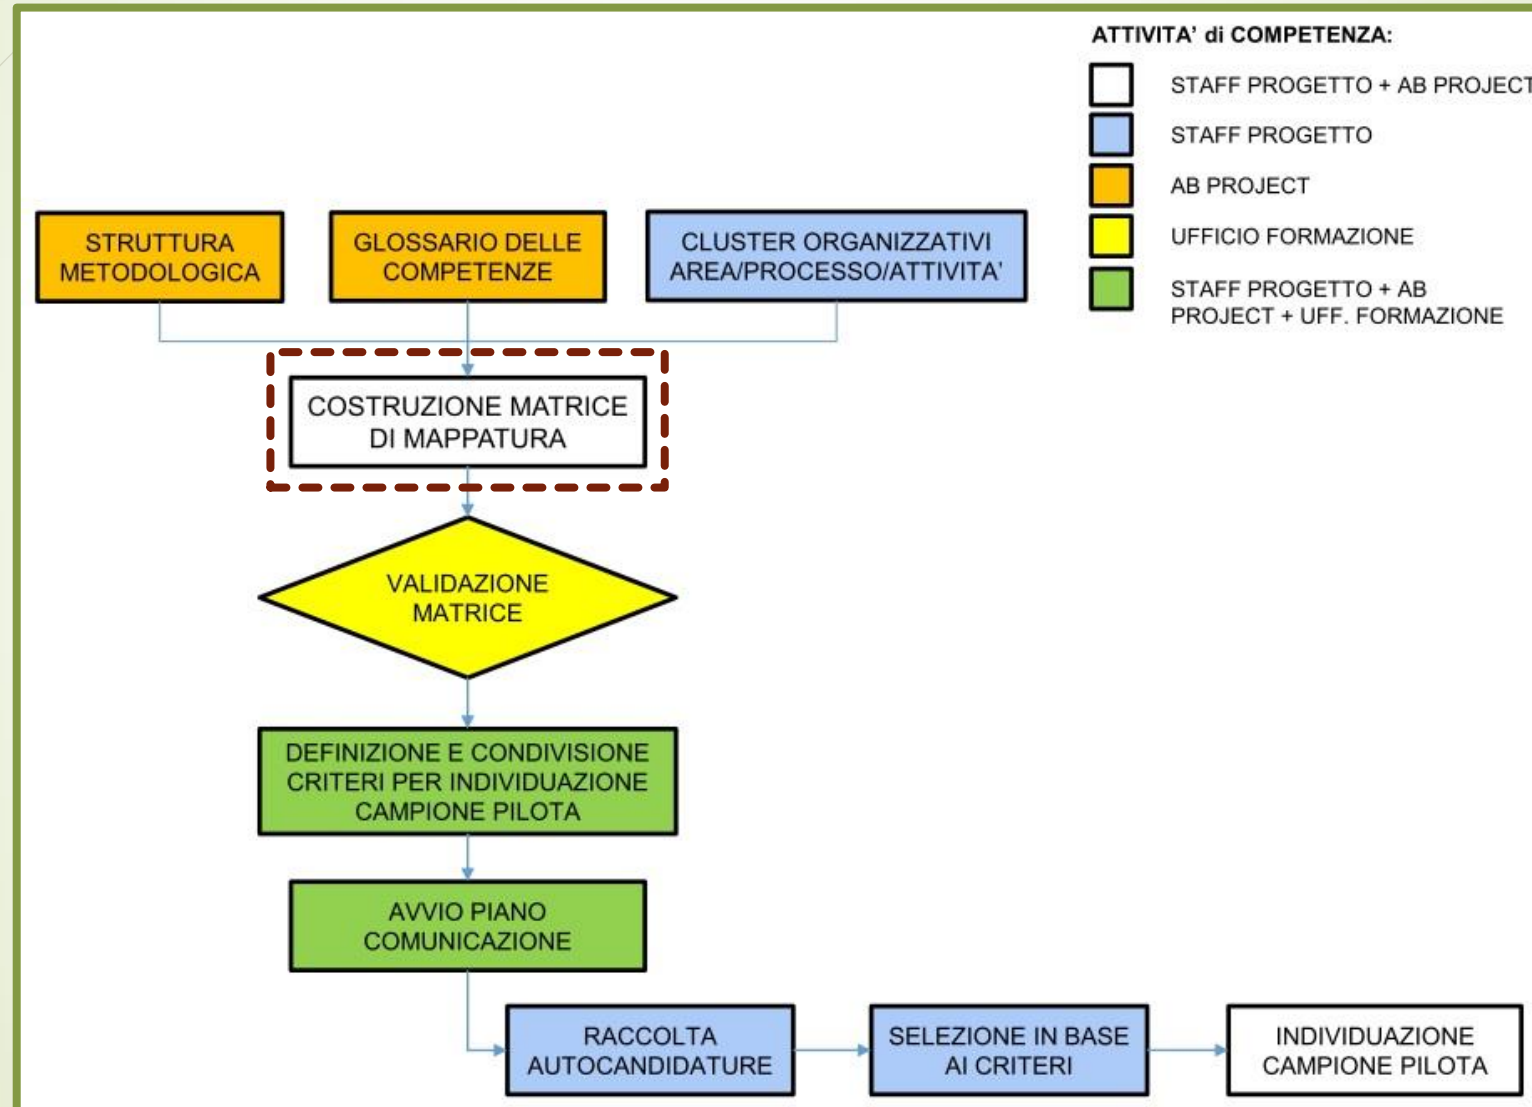 ATTIVITA' di COMPETENZA:
STAFF PROGETTO + AB PROJECT
STAFF PROGETTO
AB PROJECT
UFFICIO FORMAZIONE
STAFF PROGETTO + AB
PROJECT + UFF. FORMAZIONE
STRUTTURA
METODOLOGICA
GLOSSARIO DELLE
COMPETENZE
CLUSTER ORGANIZZATIVI
AREA/PROCESSO/ATTIVITA'
COSTRUZIONE MATRICE
DI MAPPATURA
VALIDAZIONE
MATRICE
DEFINIZIONE E CONDIVISIONE
CRITERI PER INDIVIDUAZIONE
CAMPIONE PILOTA
AVVIO PIANO
COMUNICAZIONE
RACCOLTA
AUTOCANDIDATURE
SELEZIONE IN BASE
AI CRITERI
INDIVIDUAZIONE
CAMPIONE PILOTA